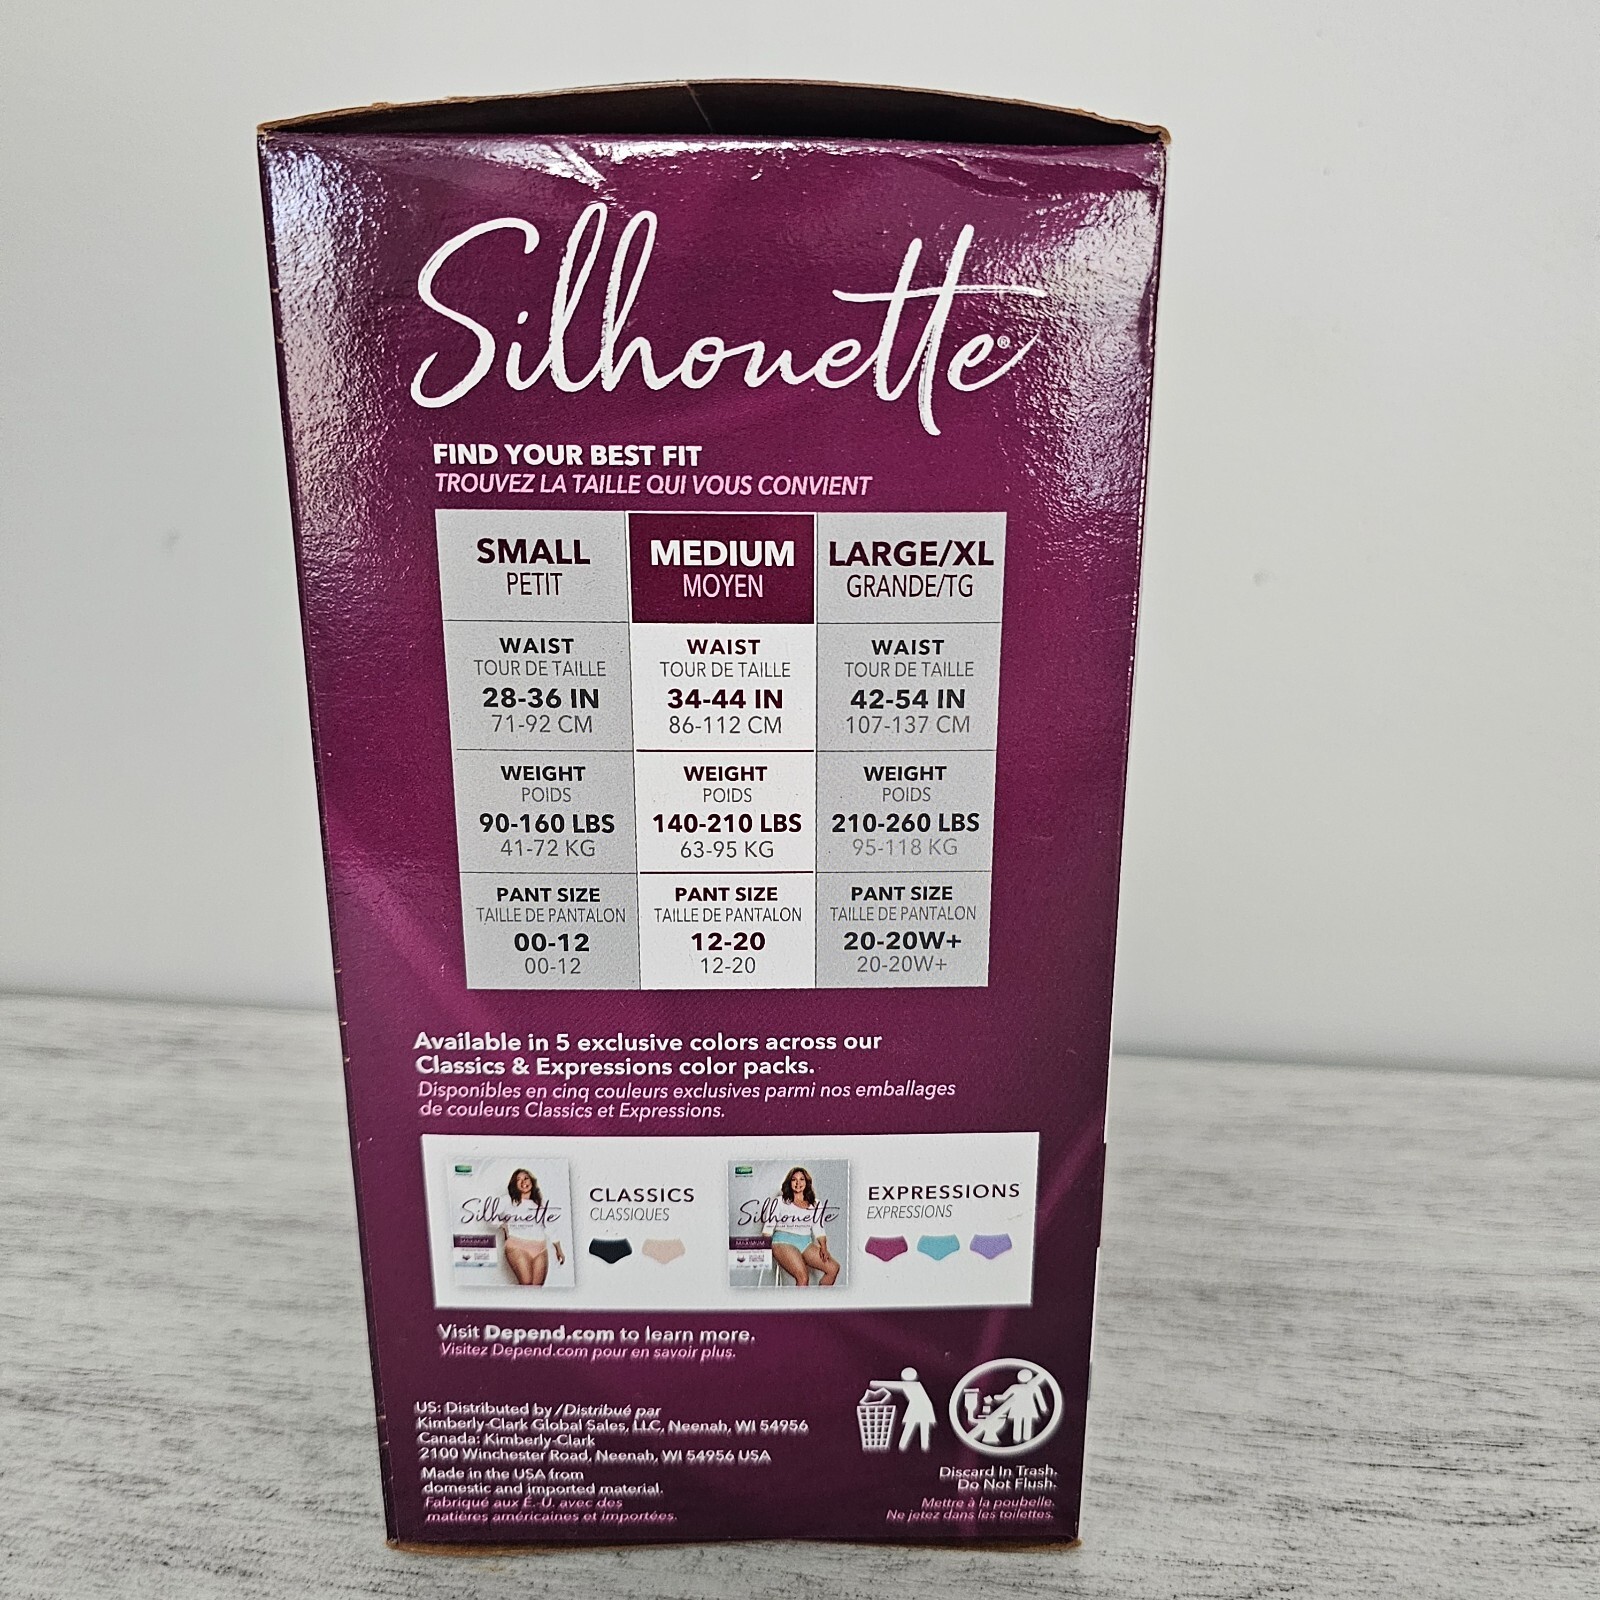 Silhouette®
FIND YOUR BEST FIT
TROUVEZ LA TAILLE QUI VOUS CONVIENT
SMALL
PETIT
MEDIUM
MOYEN
LARGE/XL
GRANDE/TG
WAIST
TOUR DE TAILLE
28-36 IN
71-92 CM
WAIST
TOUR DE TAILLE
34-44 IN
86-112 CM
WAIST
TOUR DE TAILLE
42-54 IN
107-137 CM
WEIGHT
POIDS
90-160 LBS
41-72 KG
WEIGHT
POIDS
140-210 LBS
63-95 KG
WEIGHT
POIDS
210-260 LBS
95-118 KG
PANT SIZE
TAILLE DE PANTALON
00-12
00-12
PANT SIZE
TAILLE DE PANTALON
12-20
12-20
PANT SIZE
TAILLE DE PANTALON
20-20W+
20-20W+
Available in 5 exclusive colors across our
Classics & Expressions color packs.
Disponibles en cinq couleurs exclusives parmi nos emballages
de couleurs Classics et Expressions.
Silhouette
MAXIMUM
CLASSICS
CLASSIQUES
Silhouette
MAXIMUM
EXPRESSIONS
EXPRESSIONS
Visit Depend.com to learn more.
Visitez Depend.com pour en savoir plus.
US: Distributed by/Distribué par
Kimberly-Clark Global Sales, LLC, Neenah, WI 54956
Canada: Kimberly-Clark
2100 Winchester Road, Neenah, WI 54956 USA
Made in the USA from
domestic and imported material.
Fabriqué aux É.-U. avec des
matières américaines et importées.
Discard In Trash.
Do Not Flush.
Mettre à la poubelle.
Ne jetez dans les toilettes.